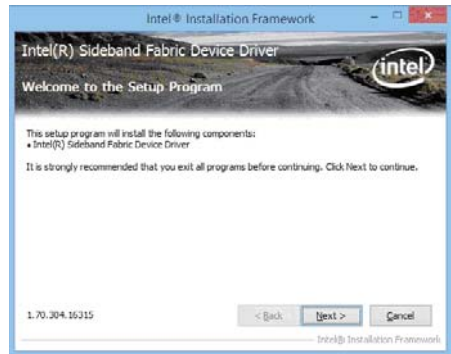 Intel® Installation Framework
Intel(R) Sideband Fabric Device Driver
intel
Welcome to the Setup Program
This setup program will install the following components:
• Intel(R) Sideband Fabric Device Driver
It is strongly recommended that you exit all programs before continuing. Click Next to continue.
1.70.304.16315
< Back
Next >
Cancel
Intel® Installation Framework